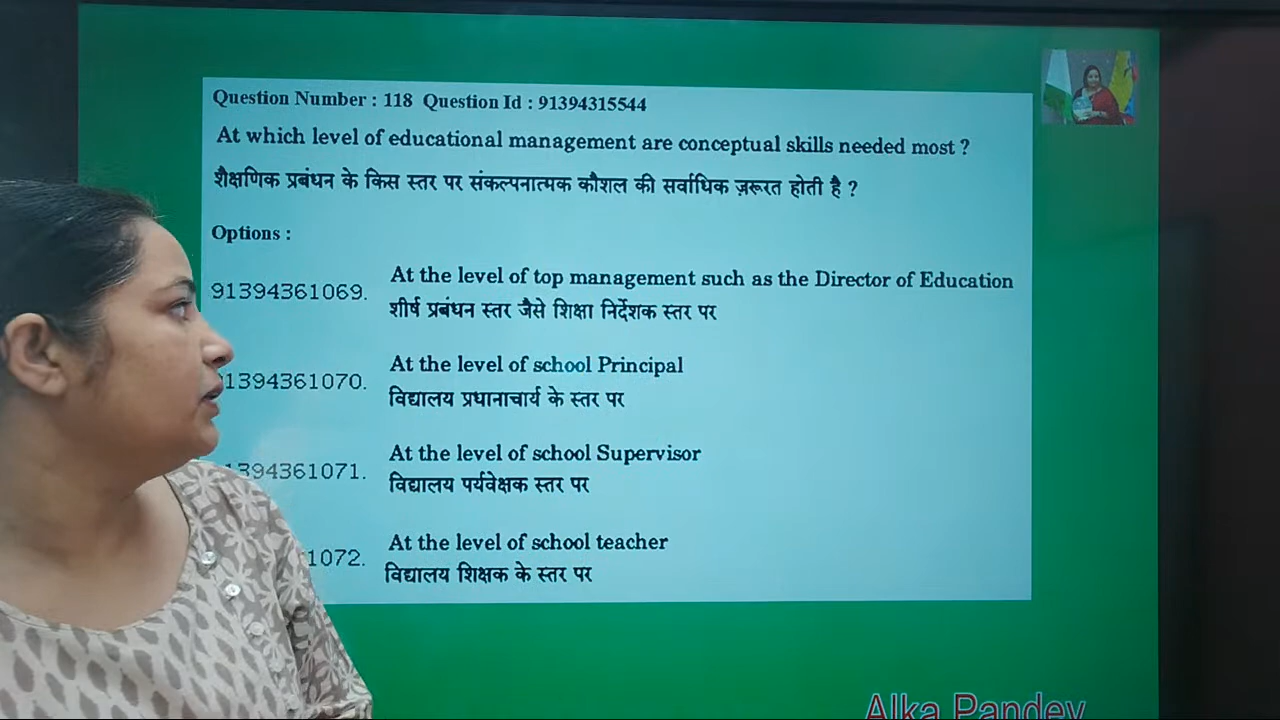 Question Number : 118 Question Id : 91394315544
At which level of educational management are conceptual skills needed most ?
शैक्षणिक प्रबंधन के किस स्तर पर संकल्पनात्मक कौशल की सर्वाधिक ज़रूरत होती है ?
Options :
91394361069. At the level of top management such as the Director of Education
शीर्ष प्रबंधन स्तर जैसे शिक्षा निर्देशक स्तर पर
1394361070. At the level of school Principal
विद्यालय प्रधानाचार्य के स्तर पर
1394361071. At the level of school Supervisor
विद्यालय पर्यवेक्षक स्तर पर
1072. At the level of school teacher
विद्यालय शिक्षक के स्तर पर
Alka Pandey